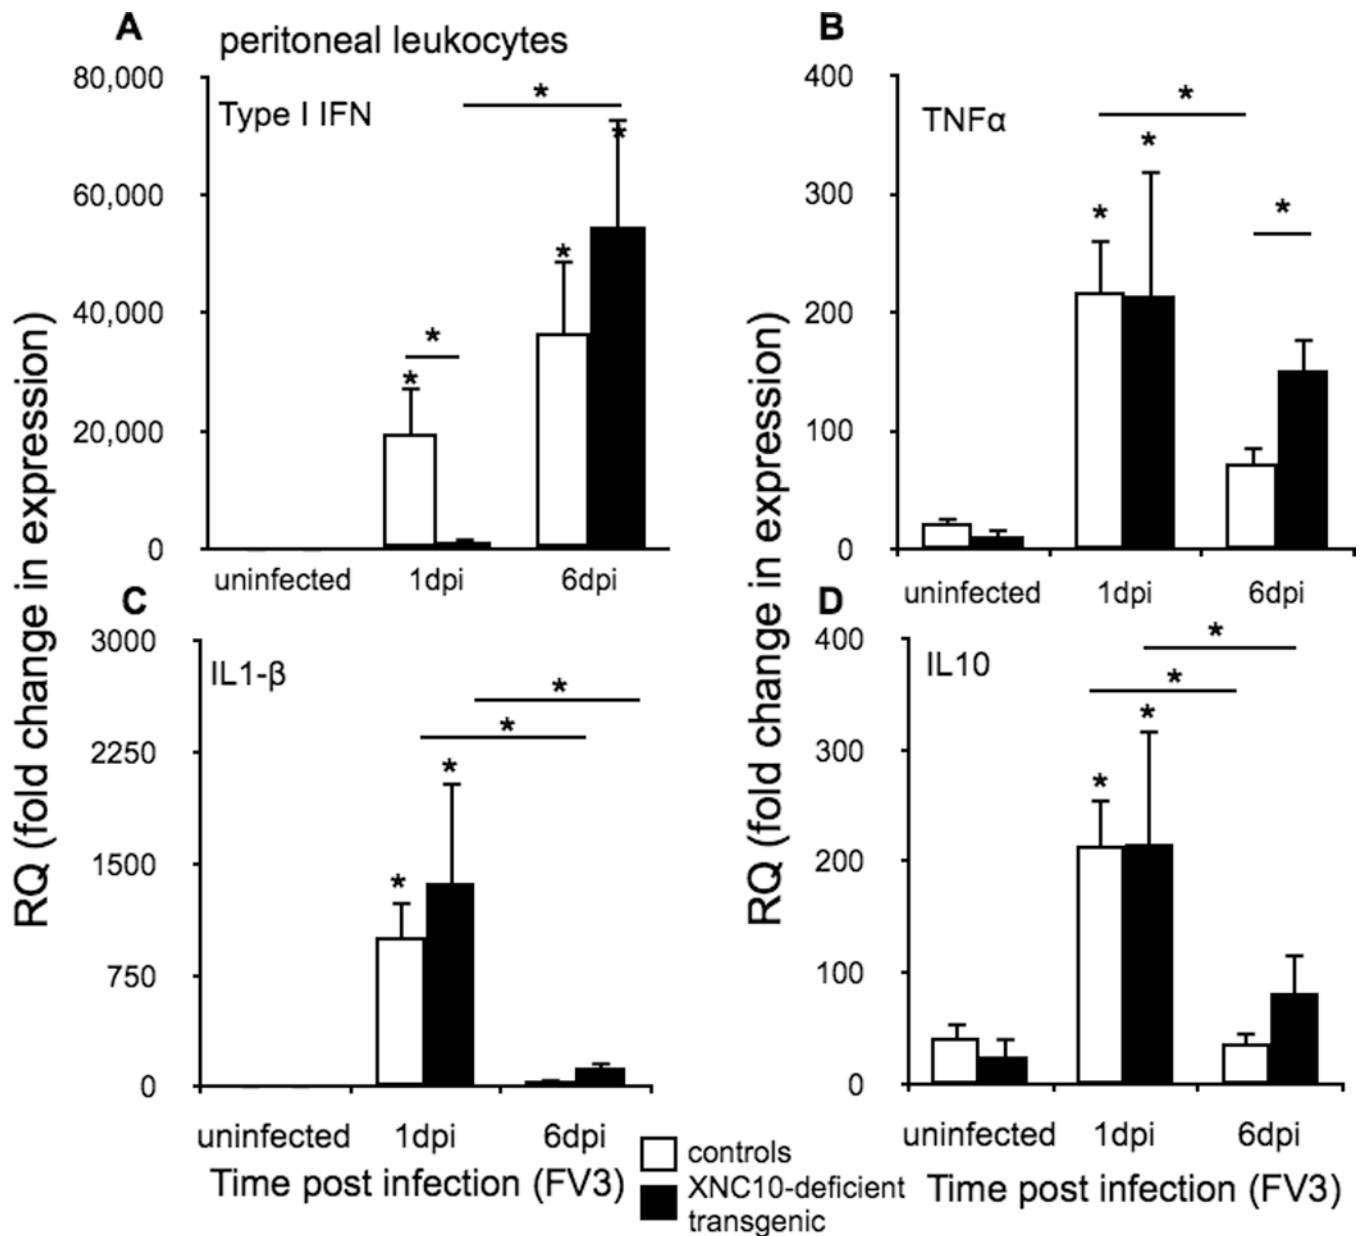 A
peritoneal leukocytes
Type I IFN
80,000
60,000
40,000
20,000
0
*
*
*
*
*
uninfected
1dpi
6dpi
B
TNFα
400
300
200
100
0
*
*
*
*
uninfected
1dpi
6dpi
C
IL1-β
3000
2250
1500
750
0
*
*
*
*
uninfected
1dpi
6dpi
D
IL10
400
300
200
100
0
*
*
*
*
uninfected
1dpi
6dpi
RQ (fold change in expression)
RQ (fold change in expression)
Time post infection (FV3)
controls
XNC10-deficient
transgenic
Time post infection (FV3)